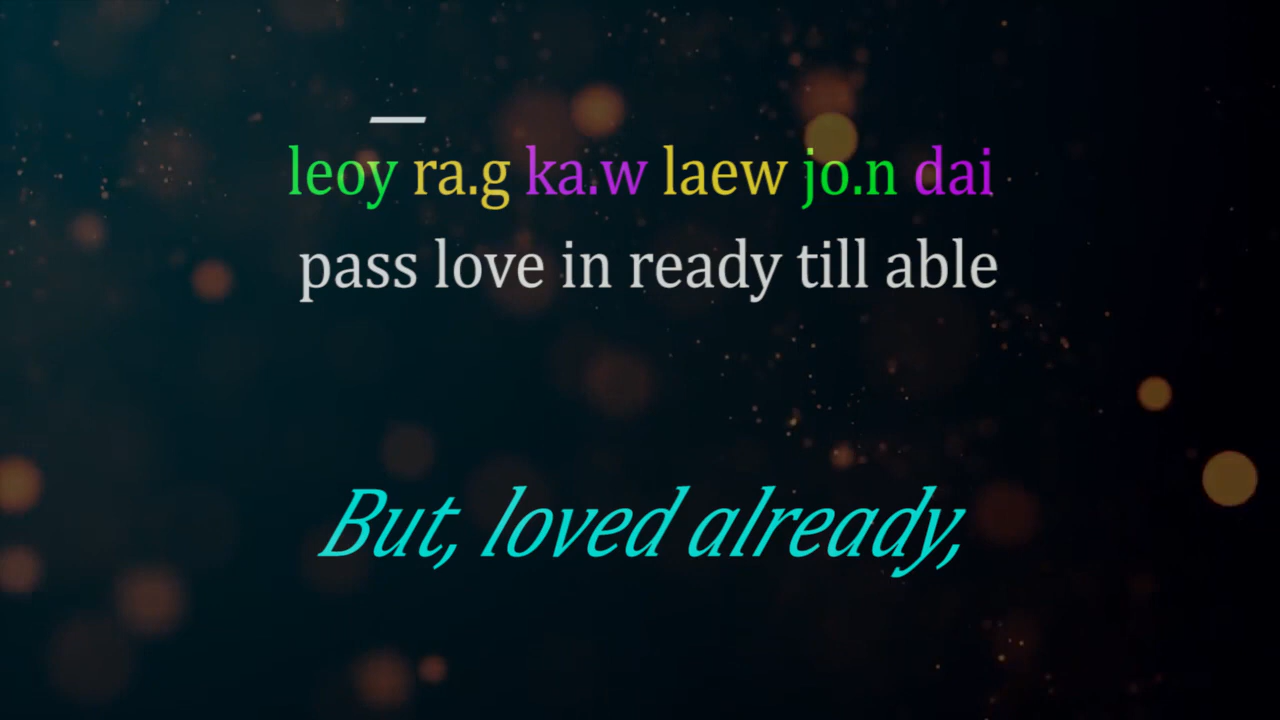 leoy ra.g ka.w laew jo.n dai
pass love in ready till able
But, loved already,